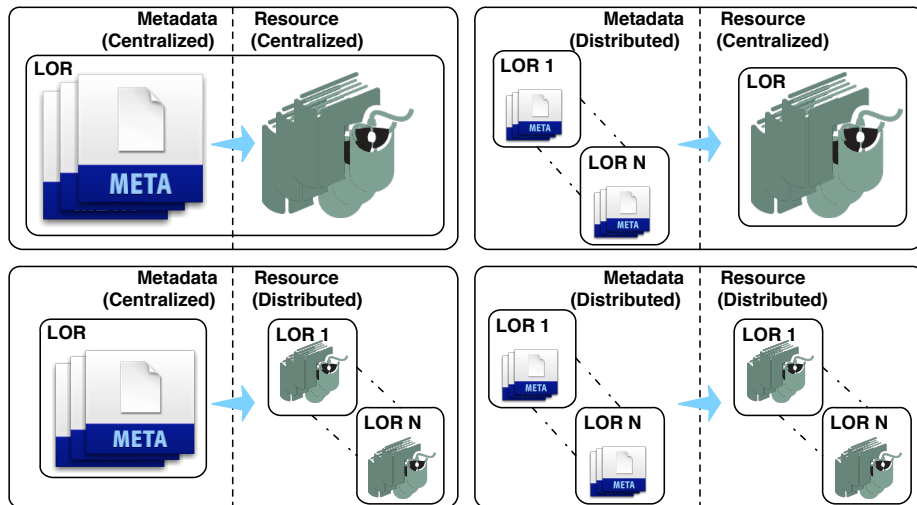 Metadata
(Centralized)
Resource
(Centralized)
LOR
META
Metadata
(Distributed)
Resource
(Centralized)
LOR 1
META
LOR N
META
LOR
Metadata
(Centralized)
Resource
(Distributed)
LOR
META
LOR 1
LOR N
Metadata
(Distributed)
Resource
(Distributed)
LOR 1
META
LOR N
META
LOR 1
LOR N